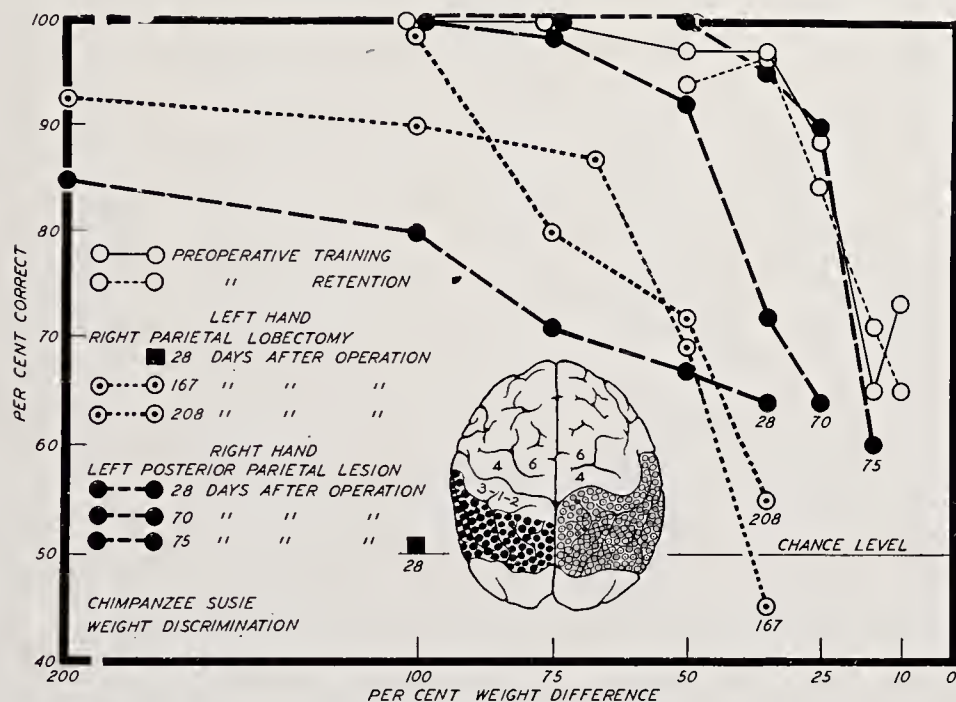 100
90
80
70
60
50
40
PER CENT CORRECT
PREOPERATIVE TRAINING
" RETENTION
LEFT HAND
RIGHT PARIETAL LOBECTOMY
28 DAYS AFTER OPERATION
167 " " "
208 " " "
RIGHT HAND
LEFT POSTERIOR PARIETAL LESION
28 DAYS AFTER OPERATION
70 " " "
75 " " "
CHIMPANZEE SUSIE
WEIGHT DISCRIMINATION
28
4 6 6
4
3-/1-2
28
70
75
208
CHANCE LEVEL
167
200 100 75 50 25 10 0
PER CENT WEIGHT DIFFERENCE